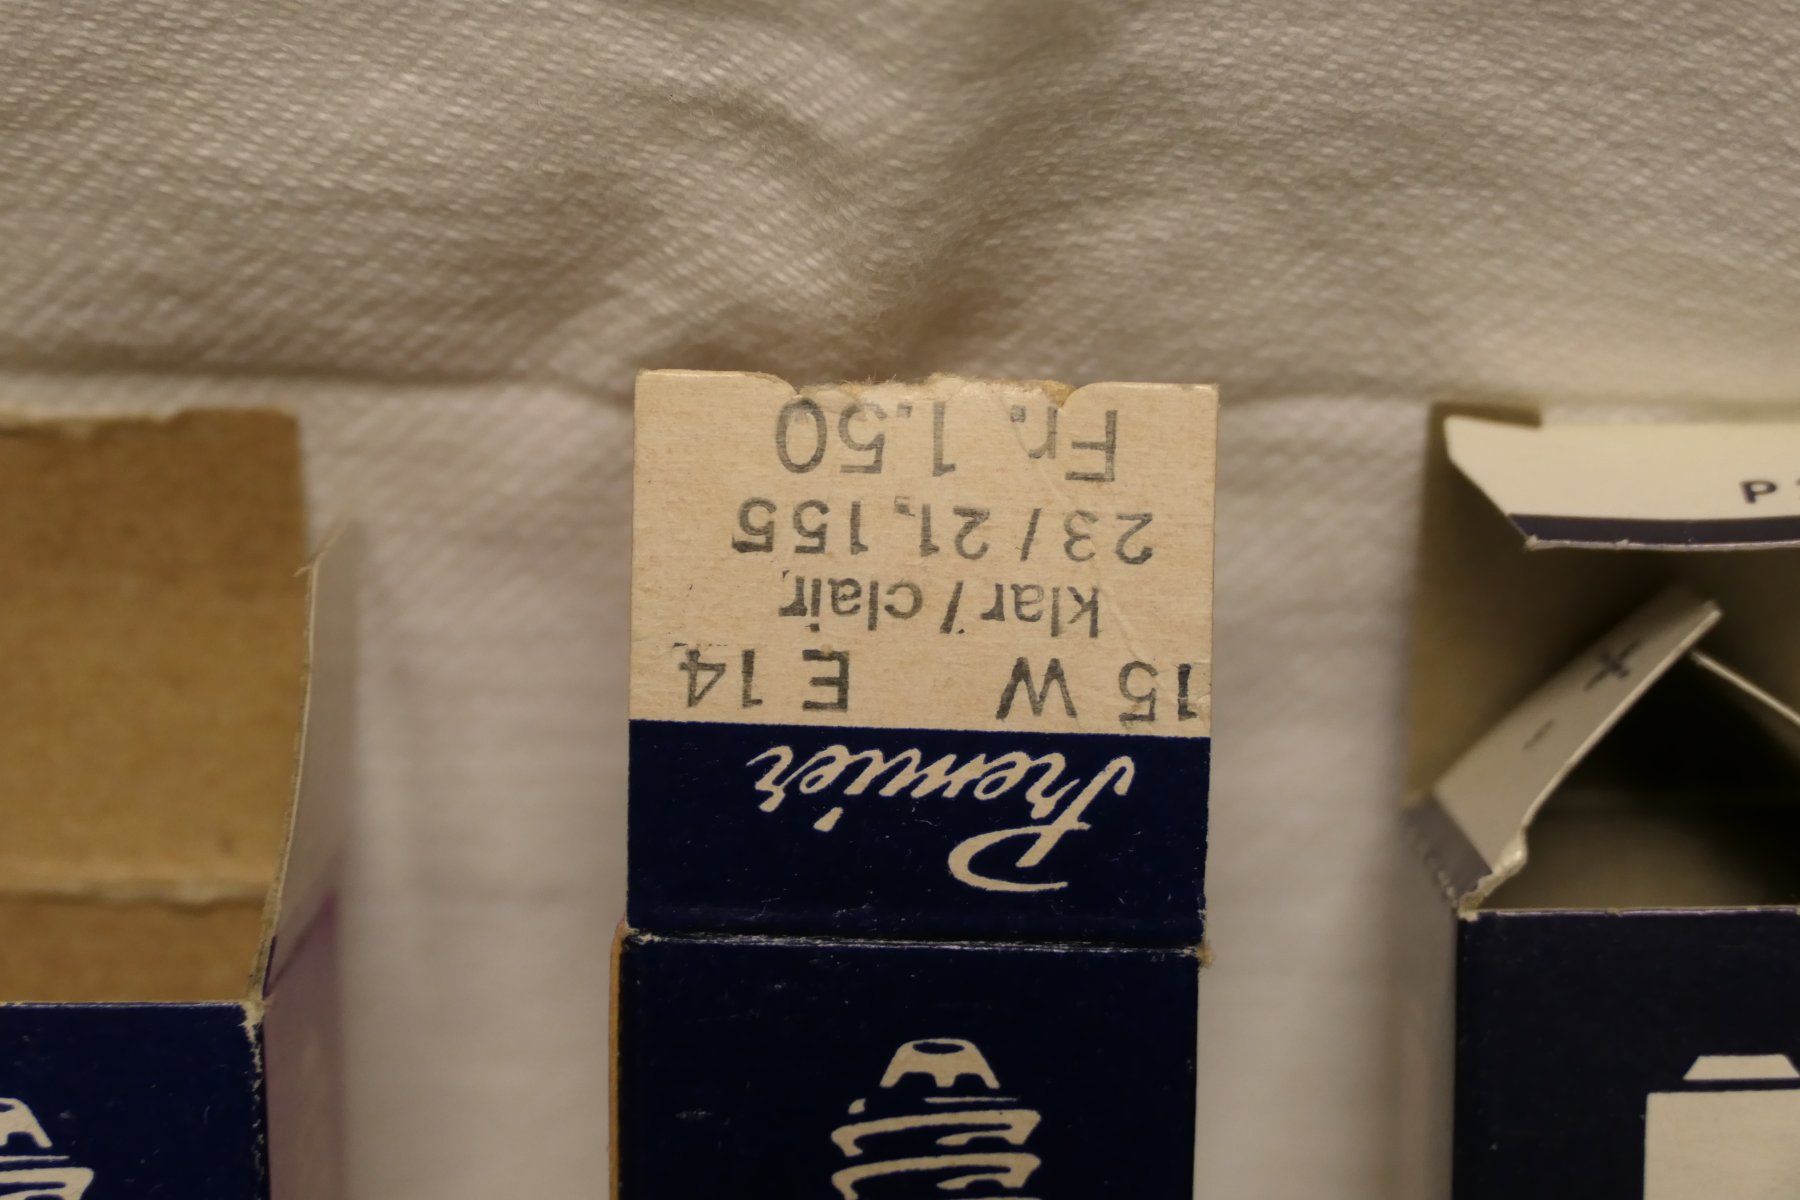 Premier
15 W E 14
klar / clair
23 / 21.155
Fr. 1.50
P
+
-